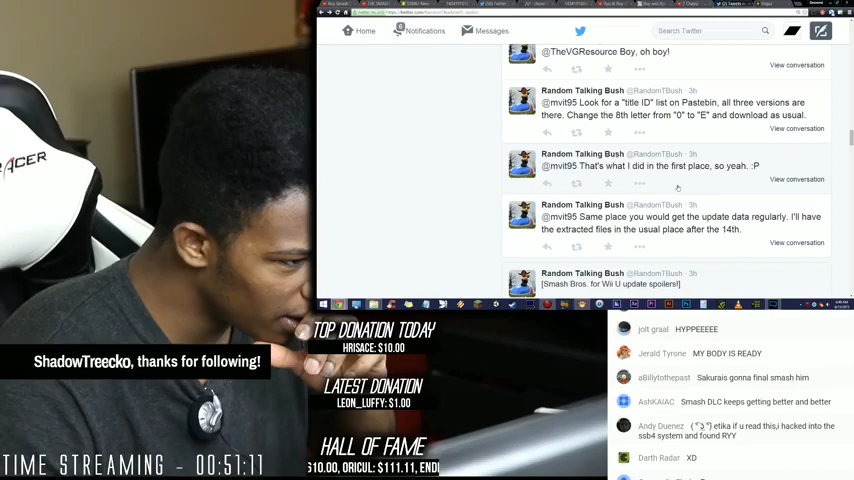 Home
6
Notifications
Messages
Search Twitter
@TheVGResource Boy, oh boy!
View conversation
Random Talking Bush @RandomTBush · 3h
@mvit95 Look for a "title ID" list on Pastebin, all three versions are
there. Change the 8th letter from "0" to "E" and download as usual.
View conversation
Random Talking Bush @RandomTBush · 3h
@mvit95 That's what I did in the first place, so yeah. :P
View conversation
Random Talking Bush @RandomTBush · 3h
@mvit95 Same place you would get the update data regularly. I'll have
the extracted files in the usual place after the 14th.
View conversation
Random Talking Bush @RandomTBush · 3h
[Smash Bros. for Wii U update spoilers!]
RACER
ShadowTreecko, thanks for following!
TOP DONATION TODAY
HRISACE: $10.00
LATEST DONATION
LEON_LUFFY: $1.00
HALL OF FAME
$10.00, ORICUL: $111.11, END
TIME STREAMING - 00:51:11
jolt graal HYPPEEEEE
Jerald Tyrone MY BODY IS READY
aBillytothepast Sakurais gonna final smash him
AshKAIAC Smash DLC keeps getting better and better
Andy Duenez ( ͡° ͜ʖ ͡°) etika if u read this,i hacked into the
ssb4 system and found RYY
Darth Radar XD